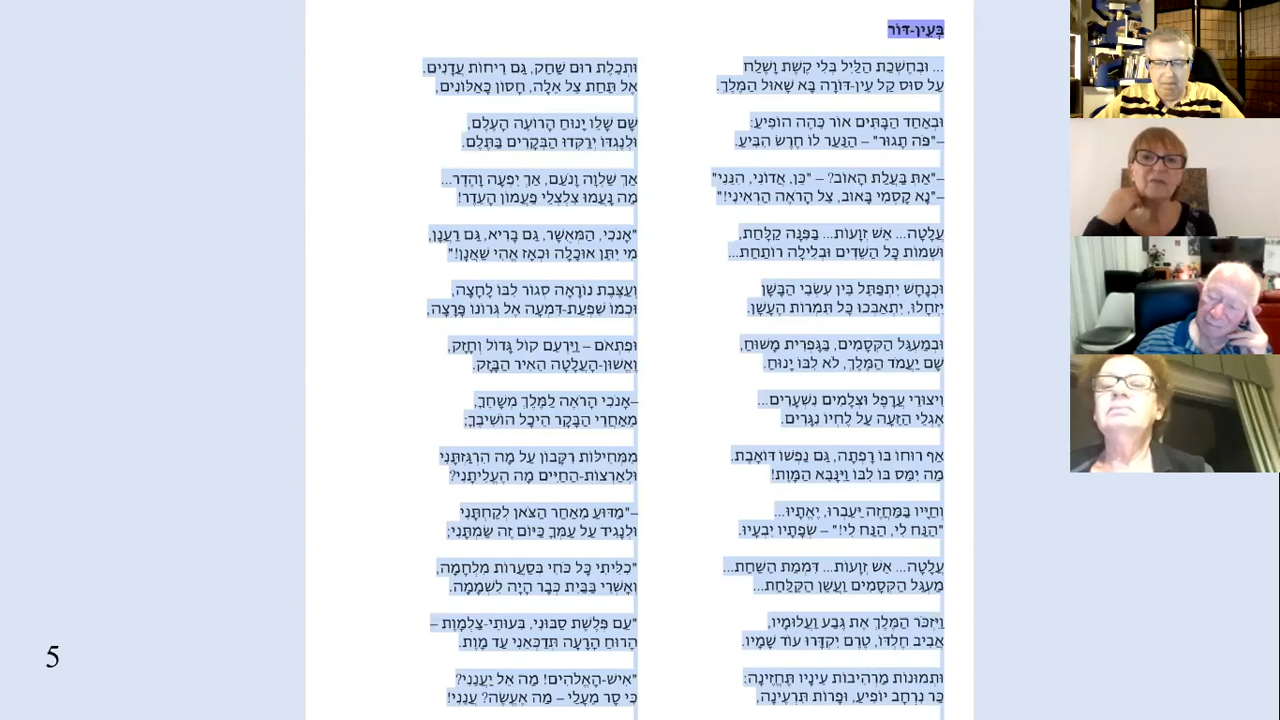 בְּעֵין-דּוֹר
... וּבְחֶשְׁכַת הַלֵּיל בְּלִי קֶשֶׁת וָשֶׁלַח
עַל סוּס קַל עֵין-דּוֹרָה בָּא שָׁאוּל הַמֶּלֶךְ.
וּבְאַחַד הַבָּתִּים אוֹר כֵּהֶה הוֹפִיעַ:
–"פֹּה תָגוּר" – הַנַּעַר לוֹ חֶרֶשׁ הִבִּיעַ.
–"אַתְּ בַּעֲלַת הָאוֹב? – "כֵּן, אֲדוֹנִי, הִנֵּנִי"
–"נָא קָסֳמִי בָאוֹב, צֵל הָרֹאֶה הַרְאִינִי!"
עֲלָטָה... אֵשׁ זְוָעוֹת... בַּפִּנָּה קַלַּחַת,
וּשְׁמוֹת כָּל הַשֵּׁדִים וּבְלִילָה רוֹתַחַת...
וּכְנָחָשׁ יִתְפַּתֵּל בֵּין עִשְׂבֵי הַבָּשָׁן
יִזְחָלוּ, יִתְאַבְּכוּ כָּל תִּמְרוֹת הֶעָשָׁן.
וּבְמַעְגַּל הַקְּסָמִים, בְּגָפְרִית מָשׁוּחַ,
שָׁם יַעֲמֹד הַמֶּלֶךְ, לֹא לִבּוֹ יָנוּחַ.
וִיצוּרֵי עֲרָפֶל וּצְלָמִים נִשְׂעָרִים...
אֶגְלֵי הַזֵּעָה עַל לְחָיָיו נִגָּרִים.
אַף רוּחוֹ בוֹ רָפְתָה, גַּם נַפְשׁוֹ דוֹאָבֶת.
מַה יִּמַּס בּוֹ לִבּוֹ וַיְנַבֵּא הַמָּוֶת!
וְחַיָּיו בַּמַּחֲזֶה יַעֲבֹרוּ, יֶאֱתָיוּ...
"הַנַּח לִי, הַנַּח לִי!" – שְׂפָתָיו יִבְעָיוּ.
עֲלָטָה... אֵשׁ זְוָעוֹת... דִּמְמַת הַשַּׁחַת...
מַעְגַּל הַקְּסָמִים וַעֲשַׁן הַקַּלַּחַת...
וַיִּזְכֹּר הַמֶּלֶךְ אֶת גֶּבַע וַעֲלוּמָיו,
אֲבִיב חֶלְדּוֹ, טֶרֶם יִקְדָּרוּ עוֹד שָׁמָיו.
וּתְמוּנוֹת מַרְהִיבוֹת עֵינָיו תֶּחֱזֶינָה:
כַּר נִרְחָב יוֹפִיעַ, וּפָרוֹת תִּרְעֶינָה,
וּתְכֵלֶת רוּם שַׁחַק, גַּם רֵיחוֹת עֲדָנִים.
אֶל תַּחַת צֵל אֵלָה, חָסוֹן כָּאַלּוֹנִים,
שָׁם שָׁלֵו יָנוּחַ הָרוֹעֶה הָעֶלֶם,
וּלְנֶגְדּוֹ יְרַקְּדוּ הַבְּקָרִים בַּתֶּלֶם.
אַךְ שַׁלְוָה וָנֹעַם, אַךְ יִפְעָה וָהֶדֶר...
מַה נָּעֲמוּ צִלְצְלֵי פַּעֲמוֹן הָעֵדֶר!
"אָנֹכִי, הַמְּאֻשָּׁר, גַּם בָּרִיא, גַּם רַעֲנָן,
מִי יִתֵּן אוּכָלָה וּכְאָז אֱהִי שַׁאֲנָן!"
וְעַצֶּבֶת נוֹרָאָה סְגוֹר לִבּוֹ לָחָצָה,
וּכְמוֹ שִׁפְעַת-דִּמְעָה אֶל גְּרוֹנוֹ פָּרָצָה,
וּפִתְאֹם – וַיִּרְעַם קוֹל גָּדוֹל וְחָזָק,
וֶאֱשׁוּן-הָעֲלָטָה הֵאִיר הַבָּזָק.
–אָנֹכִי הָרֹאֶה לַמֶּלֶךְ מְשָׁחֲךָ,
מֵאַחֲרֵי הַבָּקָר הֵיכָל הוֹשִׁיבְךָ;
מִמְּחִילּוֹת רִקָּבוֹן עַל מֶה הִרְגַּזְתַּנִי
וּלְאַרְצוֹת-הַחַיִּים מֶה הֶעֱלִיתָנִי?
–"מַדּוּעַ מֵאַחַר הַצֹּאן לְקַחְתַּנִי
וּלְנָגִיד עַל עַמְּךָ כַּיּוֹם זֶה שַׂמְתָּנִי;
"כִּלִּיתִי כָּל כֹּחִי בְּסַעֲרוֹת מִלְחָמָה,
וְאָשְׁרִי בַּבַּיִת כְּבָר הָיָה לִשְׁמָמָה.
"עַם פְּלֶשֶׁת סַבּוּנִי, בִּעוּתֵי-צַלְמָוֶת –
הָרוּחַ הָרָעָה תְּדַכְּאֵנִי עַד מָוֶת.
"אִישׁ-הָאֱלֹהִים! מָה אֵל יַעֲנֵנִי?
כִּי סָר מֵעָלַי – מָה אֶעֱשֶׂה? עֲנֵנִי!
5